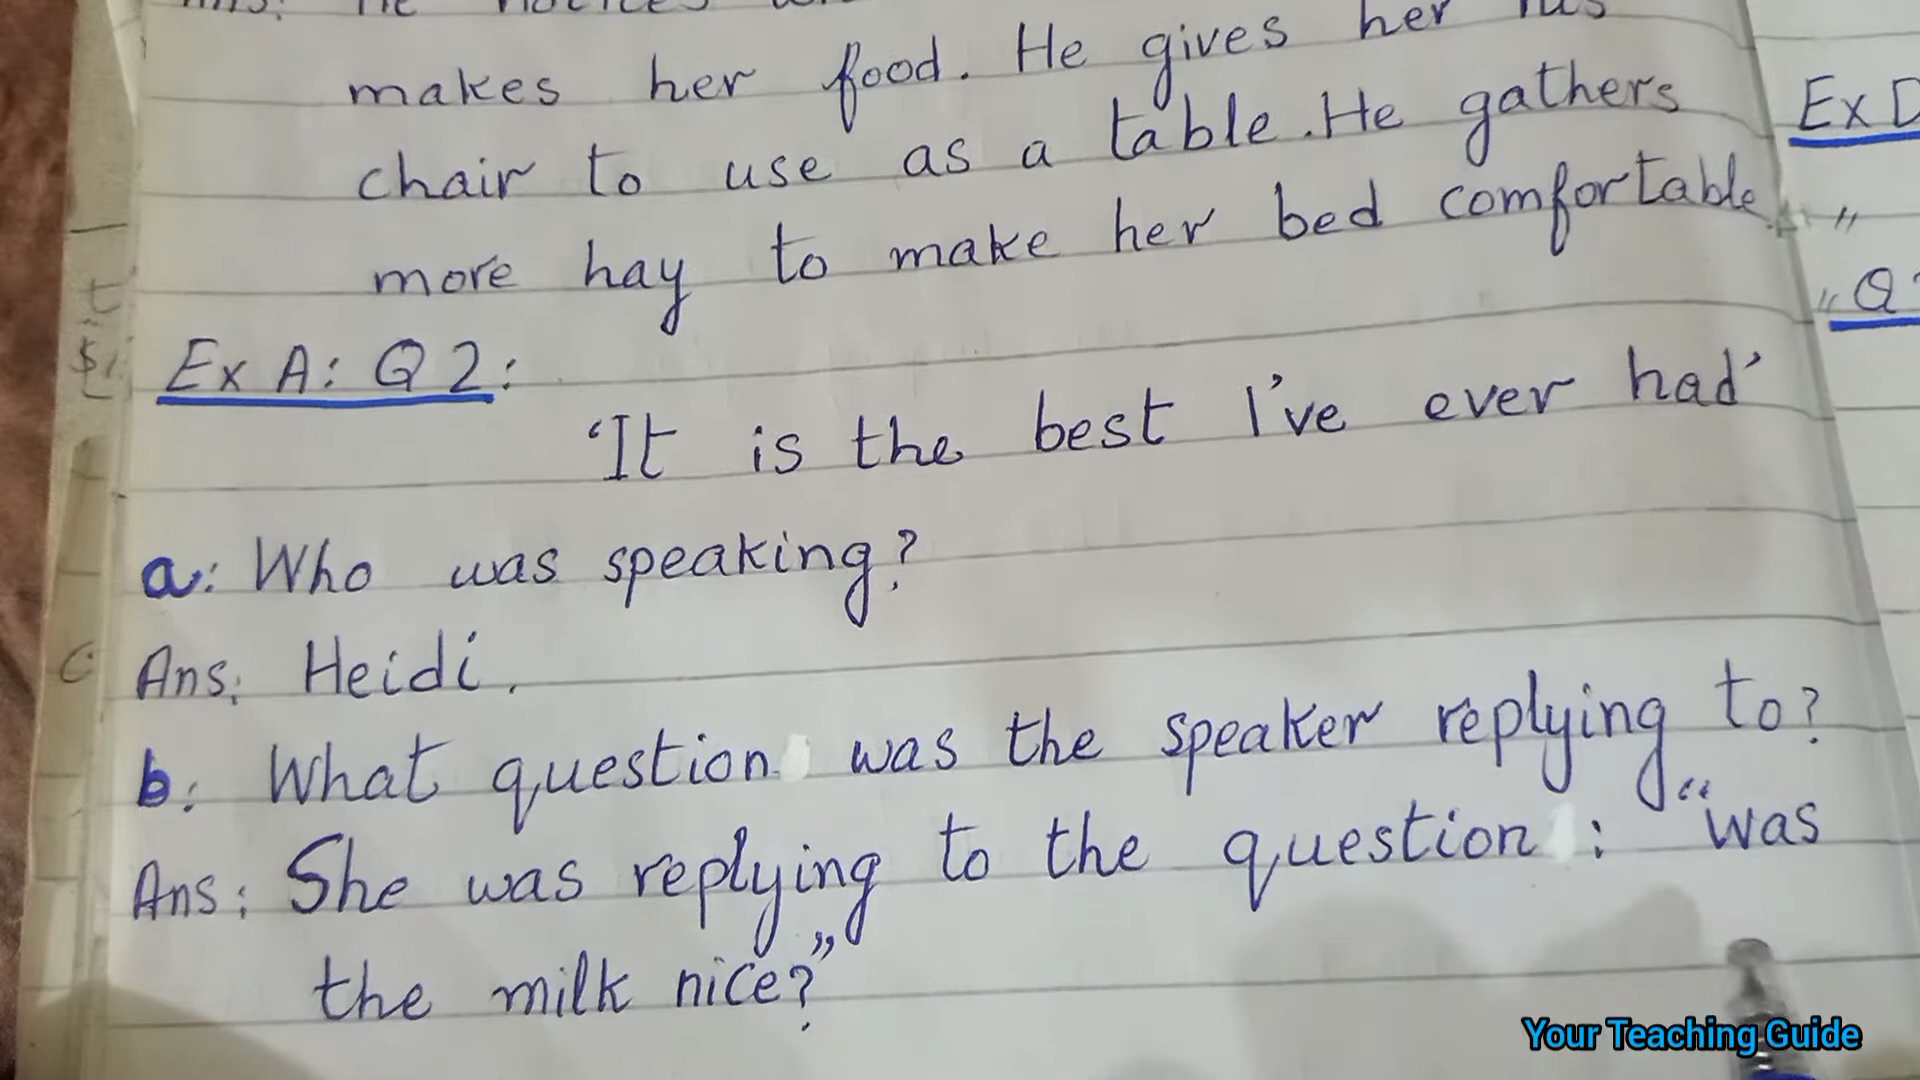 makes her food. He gives her his
chair to use as a table. He gathers
more hay to make her bed comfortable.
Ex A: Q2:
'It is the best I've ever had'
a: Who was speaking?
Ans: Heidi.
b: What question was the speaker replying to?
Ans: She was replying to the question : "was
the milk nice?"
Ex D
"
" Q
Your Teaching Guide